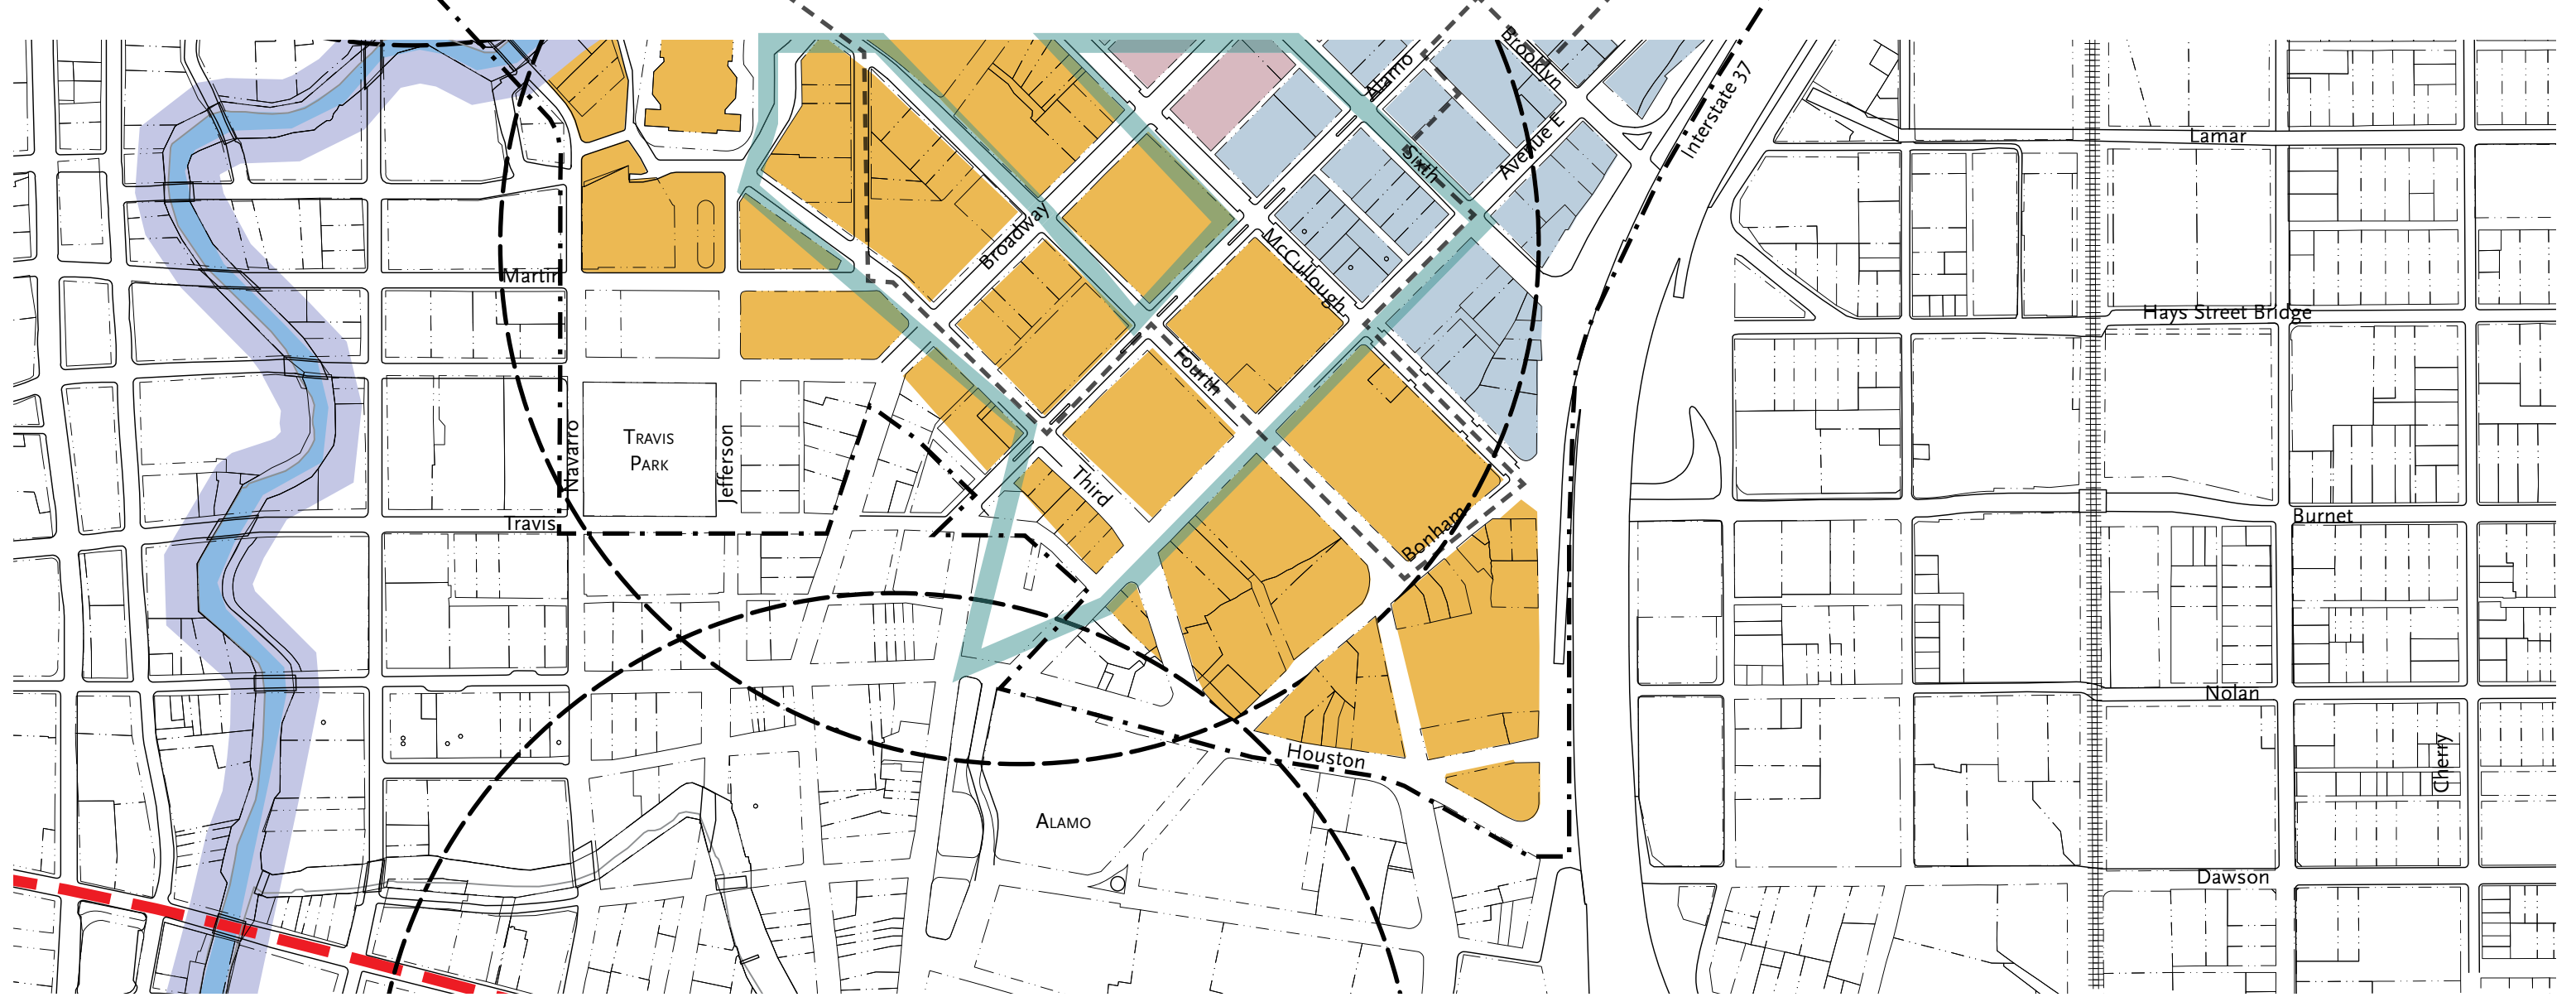 Brooklyn
Alamo
Interstate 37
Avenue E
Sixth
Lamar
Broadway
McCullough
Martin
Hays Street Bridge
Fourth
Navarro
TRAVIS
PARK
Jefferson
Third
Travis
Bonham
Burnet
Nolan
Houston
Cherry
ALAMO
Dawson